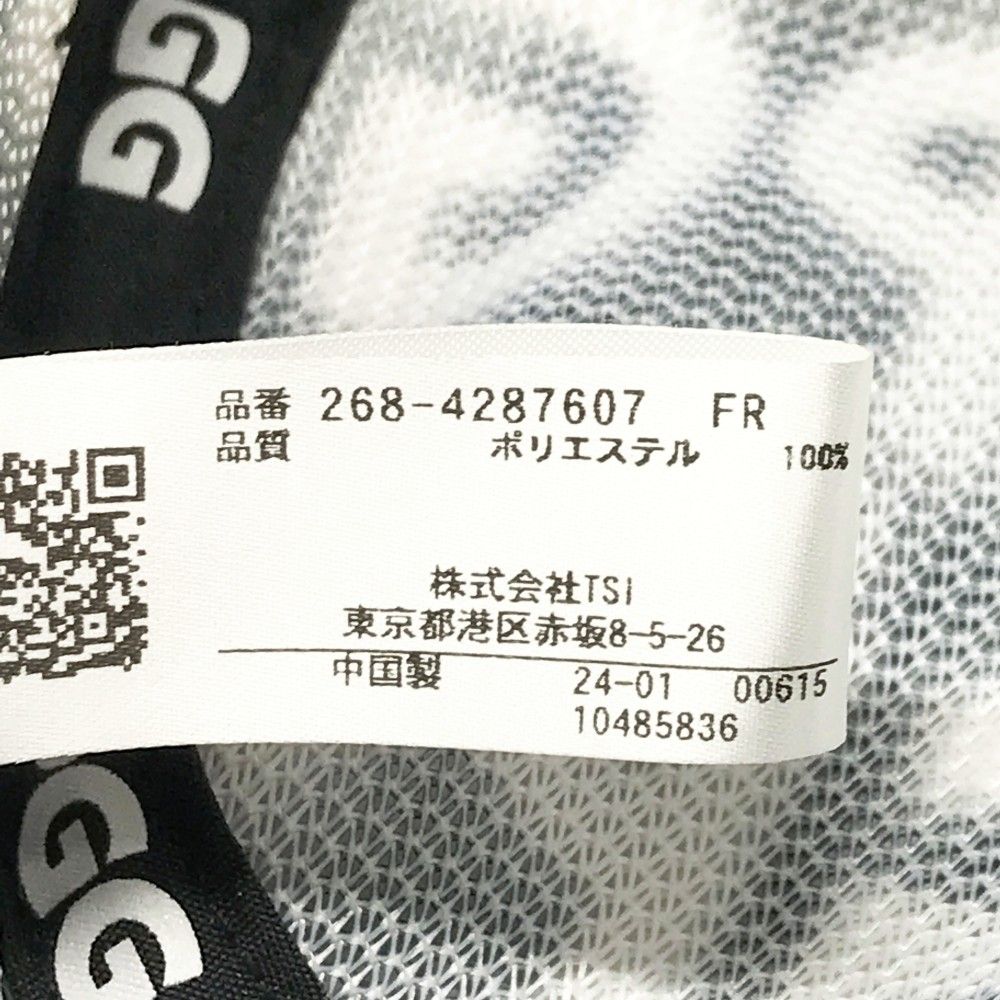 GG
品番 268-4287607 FR
品質 ポリエステル 100%
株式会社TSI
東京都港区赤坂8-5-26
中国製 24-01 00615
10485836
GG